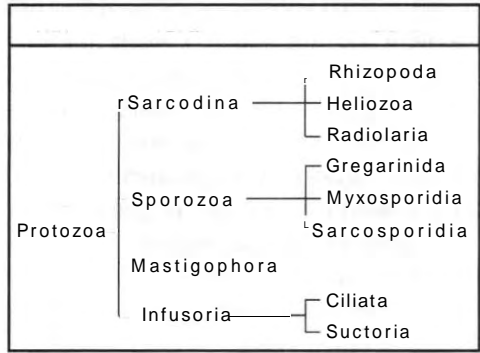 Rhizopoda
Sarcodina Heliozoa
Radiolaria
Gregarinida
Sporozoa Myxosporidia
Protozoa Sarcosporidia
Mastigophora
Infusoria Ciliata
Suctoria